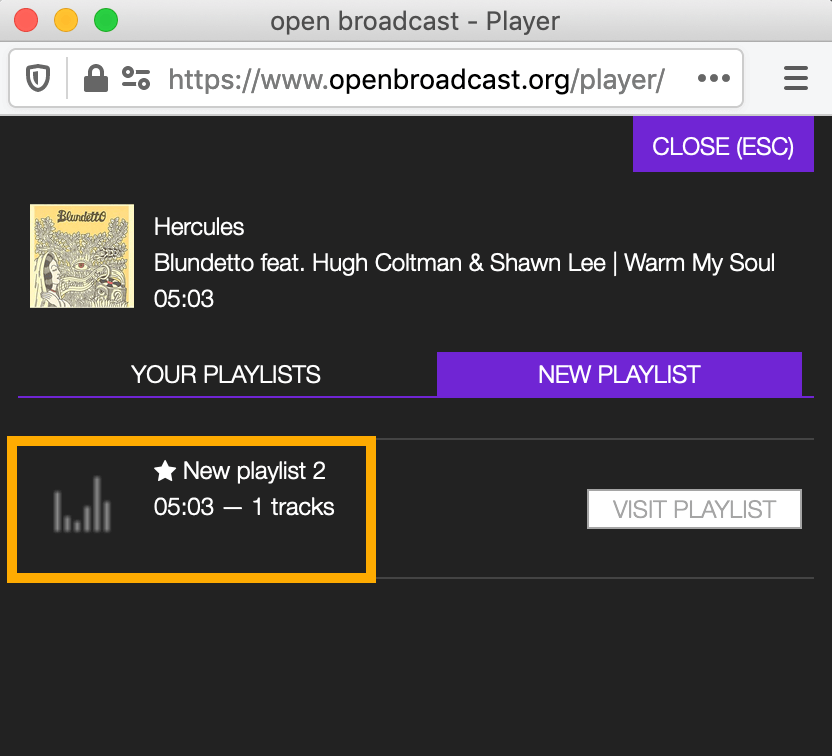 open broadcast - Player
https://www.openbroadcast.org/player/
CLOSE (ESC)
Blundetto
Hercules
Blundetto feat. Hugh Coltman & Shawn Lee | Warm My Soul
05:03
YOUR PLAYLISTS
NEW PLAYLIST
New playlist 2
05:03 — 1 tracks
VISIT PLAYLIST